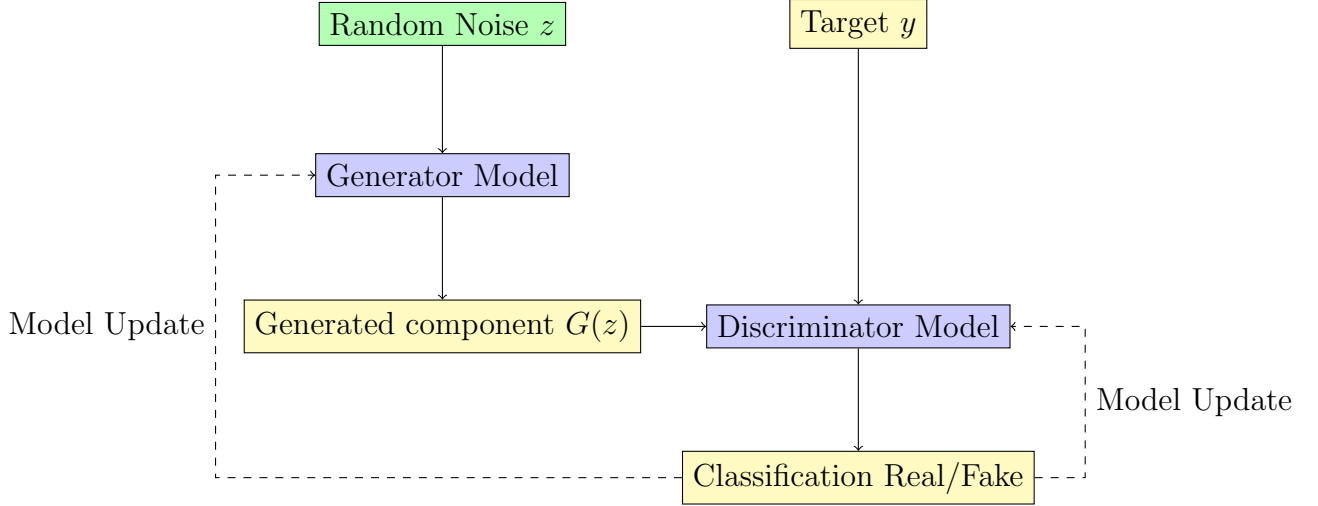 Random Noise z
Target y
Generator Model
Model Update
Generated component G(z)
Discriminator Model
Model Update
Classification Real/Fake